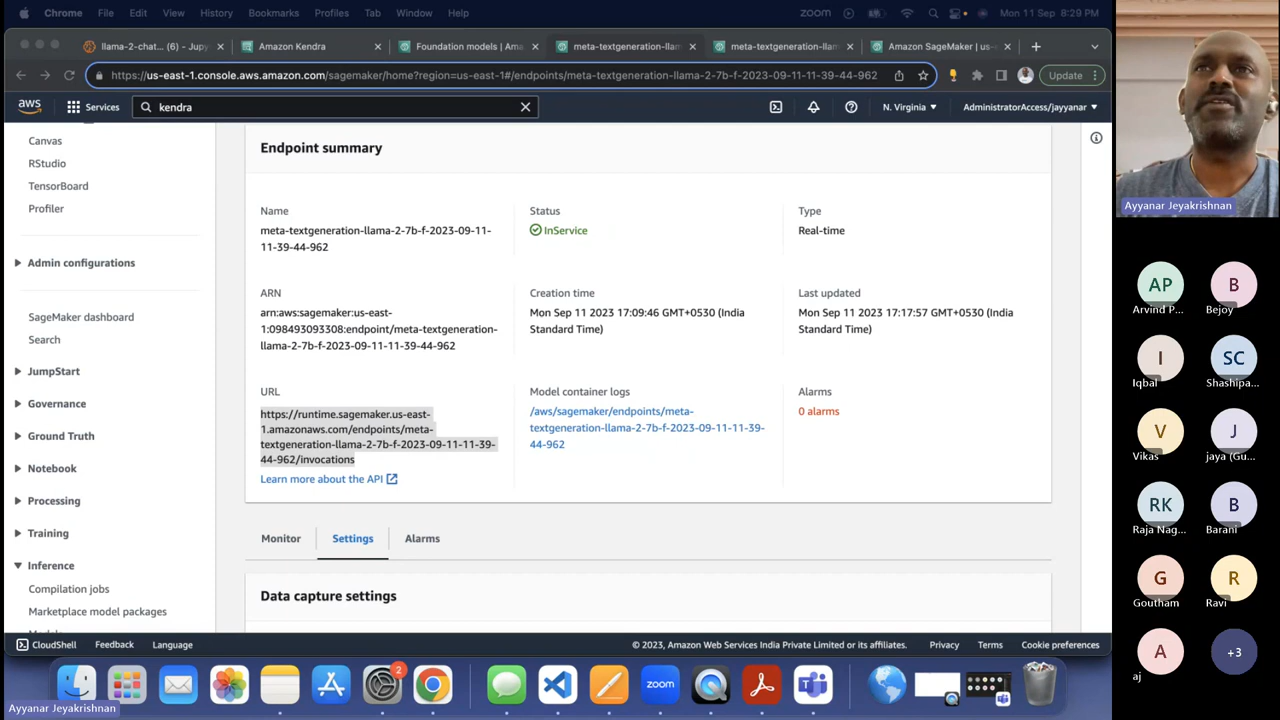 Chrome File Edit View History Bookmarks Profiles Tab Window Help
zoom Mon 11 Sep 8:29 PM
llama-2-chat... (6) - Jupy
Amazon Kendra
Foundation models | Am
meta-textgeneration-lla
meta-textgeneration-lla
Amazon SageMaker | us-
https://us-east-1.console.aws.amazon.com/sagemaker/home?region=us-east-1#/endpoints/meta-textgeneration-llama-2-7b-f-2023-09-11-11-39-44-962
Update
aws
Services
kendra
N. Virginia
AdministratorAccess/jayyanar
Canvas
RStudio
TensorBoard
Profiler
Admin configurations
SageMaker dashboard
Search
JumpStart
Governance
Ground Truth
Notebook
Processing
Training
Inference
Compilation jobs
Marketplace model packages
Models
Endpoint summary
Name
meta-textgeneration-llama-2-7b-f-2023-09-11-
11-39-44-962
Status
InService
Type
Real-time
ARN
arn:aws:sagemaker:us-east-
1:098493093308:endpoint/meta-textgeneration-
llama-2-7b-f-2023-09-11-11-39-44-962
Creation time
Mon Sep 11 2023 17:09:46 GMT+0530 (India
Standard Time)
Last updated
Mon Sep 11 2023 17:17:57 GMT+0530 (India
Standard Time)
URL
https://runtime.sagemaker.us-east-
1.amazonaws.com/endpoints/meta-
textgeneration-llama-2-7b-f-2023-09-11-11-39-
44-962/invocations
Learn more about the API
Model container logs
/aws/sagemaker/endpoints/meta-
textgeneration-llama-2-7b-f-2023-09-11-11-39-
44-962
Alarms
0 alarms
Monitor
Settings
Alarms
Data capture settings
CloudShell
Feedback
Language
© 2023, Amazon Web Services India Private Limited or its affiliates.
Privacy
Terms
Cookie preferences
2
zoom
Ayyanar Jeyakrishnan
Ayyanar Jeyakrishnan
AP
Arvind P...
B
Bejoy
I
Iqbal
SC
Shashipa...
V
Vikas
J
jaya (Gu...
RK
Raja Nag...
B
Barani
G
Goutham
R
Ravi
A
aj
+3